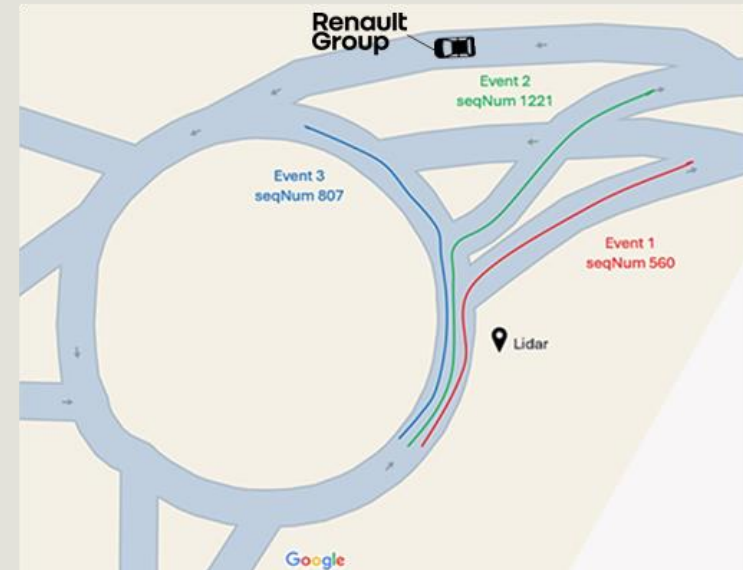 Renault
Group
Event 2
seqNum 1221
Event 3
seqNum 807
Event 1
seqNum 560
Lidar
Google